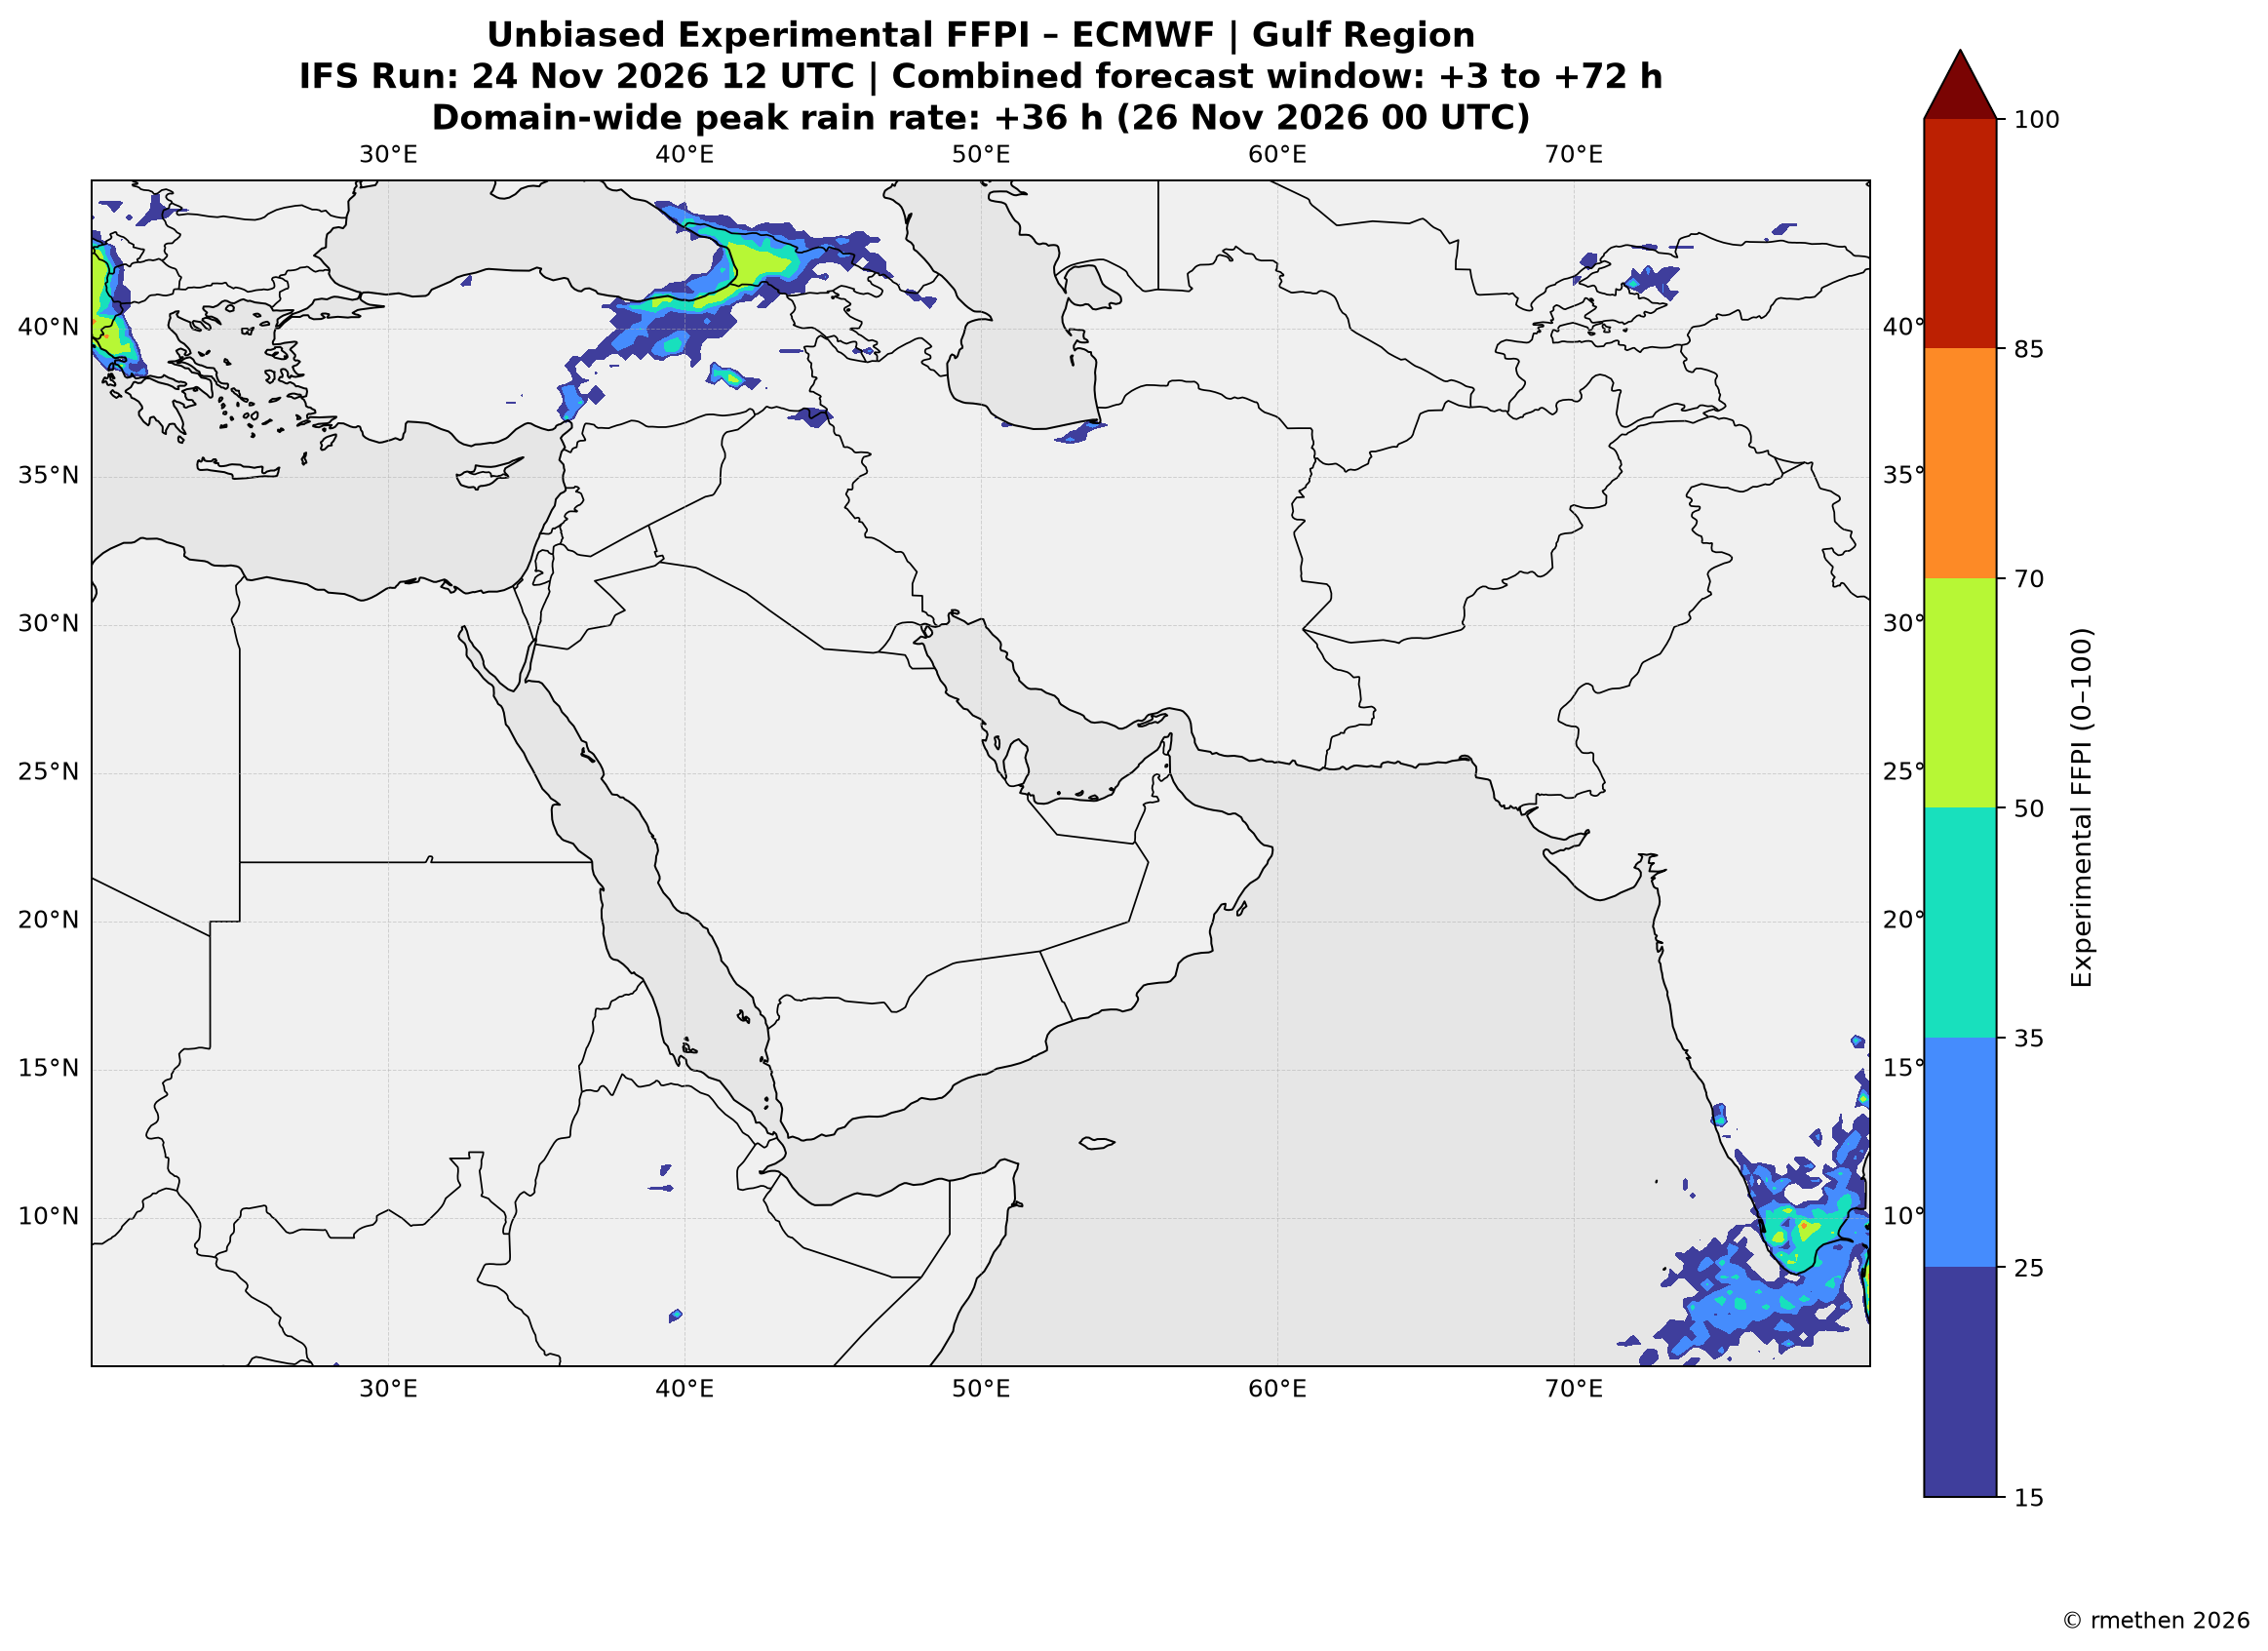 Unbiased Experimental FFPI – ECMWF | Gulf Region
IFS Run: 24 Nov 2026 12 UTC | Combined forecast window: +3 to +72 h
Domain-wide peak rain rate: +36 h (26 Nov 2026 00 UTC)
30°E 40°E 50°E 60°E 70°E
100
40°N 40°
85
35°N 35°
70
30°N 30°
25°N 25°
50
20°N 20°
35
15°N 15°
10°N 10°
25
15
30°E 40°E 50°E 60°E 70°E
Experimental FFPI (0–100)
© rmethen 2026